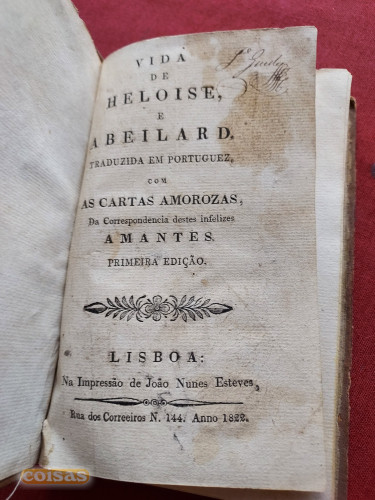 VIDA
DE
HELOISE,
E
ABEILARD.
TRADUZIDA EM PORTUGUEZ,
COM
AS CARTAS AMOROZAS,
Da Correspondencia destes infelizes
AMANTES.
PRIMEIRA EDIÇÃO.
LISBOA:
Na Impressão de João Nunes Esteves,
Rua dos Correeiros N. 144. Anno 1822.
coisas